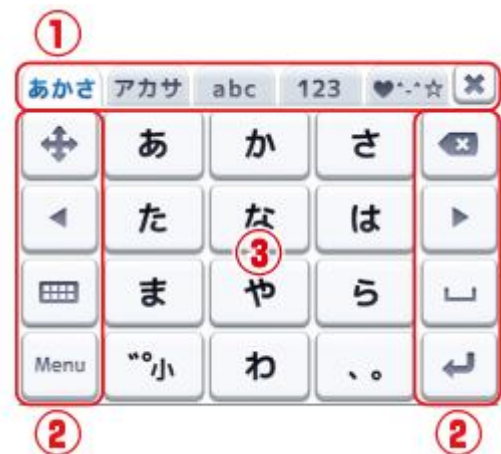 ①
あかさ アカサ abc 123 ♥^-^☆ ✖
あ か さ
た な は
③
ま や ら
Menu ゛゜小 わ 、。
② ②